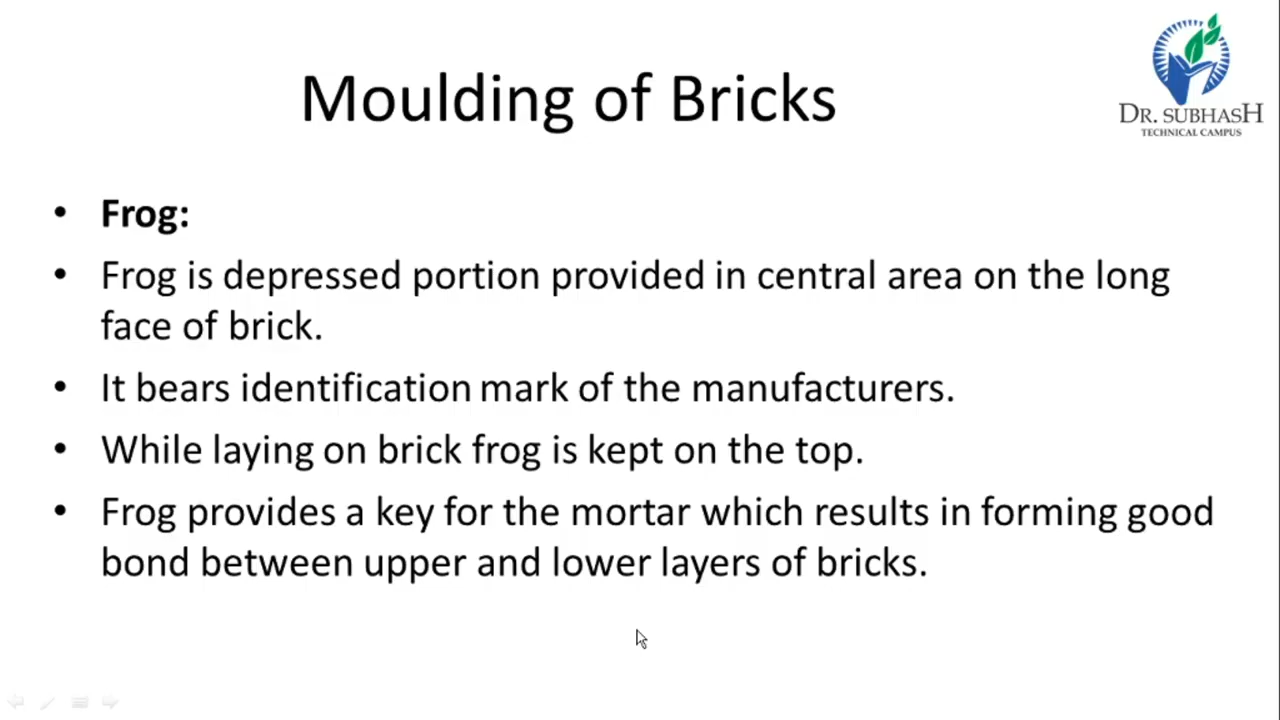 Moulding of Bricks
DR. SUBHASH
TECHNICAL CAMPUS
• Frog:
• Frog is depressed portion provided in central area on the long
face of brick.
• It bears identification mark of the manufacturers.
• While laying on brick frog is kept on the top.
• Frog provides a key for the mortar which results in forming good
bond between upper and lower layers of bricks.